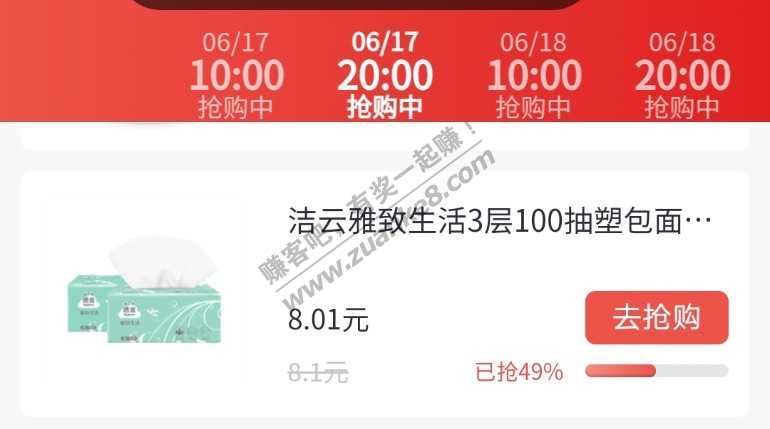 06/17 06/17 06/18 06/18
10:00 20:00 10:00 20:00
抢购中 抢购中 抢购中 抢购中
赚客吧，有奖一起赚！
www.zuanke8.com
洁云雅致生活3层100抽塑包面…
8.01元
去抢购
8.1元
已抢49%